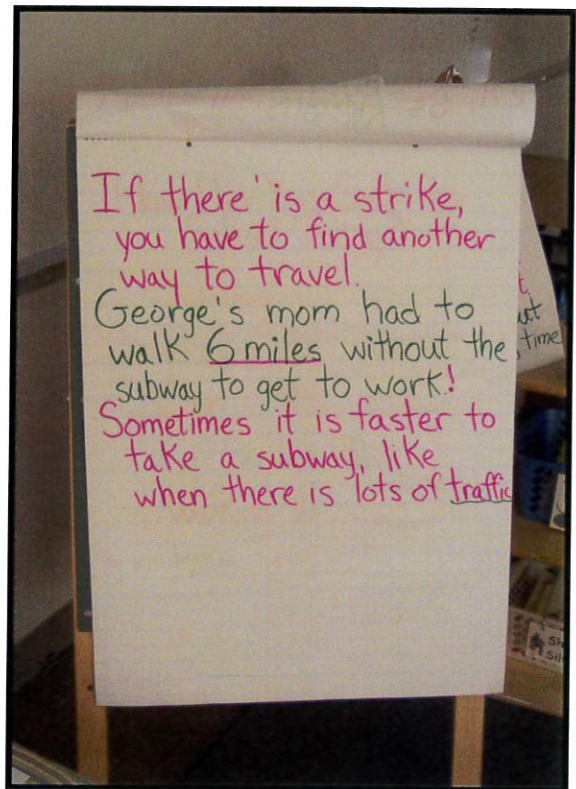 If there' is a strike,
you have to find another
way to travel.
George's mom had to
walk 6 miles without the
subway to get to work!
Sometimes it is faster to
take a subway, like
when there is lots of traffic
time